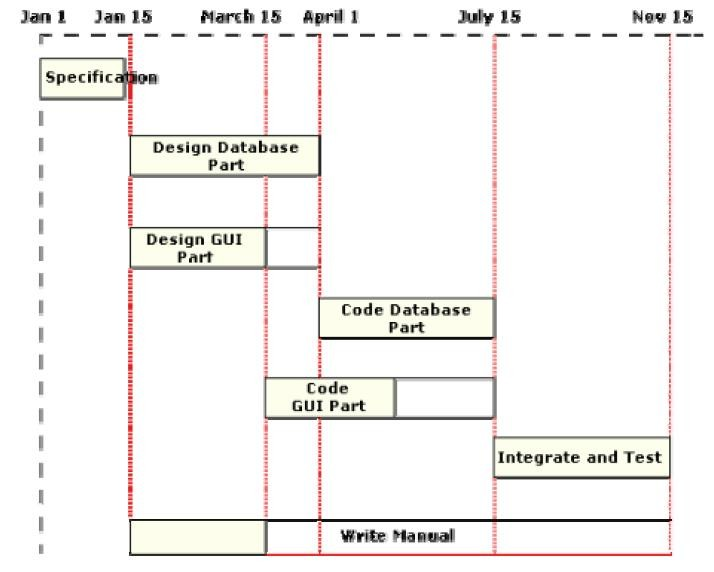 Jan 1 Jan 15 March 15 April 1 July 15 Nov 15
Specification
Design Database
Part
Design GUI
Part
Code Database
Part
Code
GUI Part
Integrate and Test
Write Manual